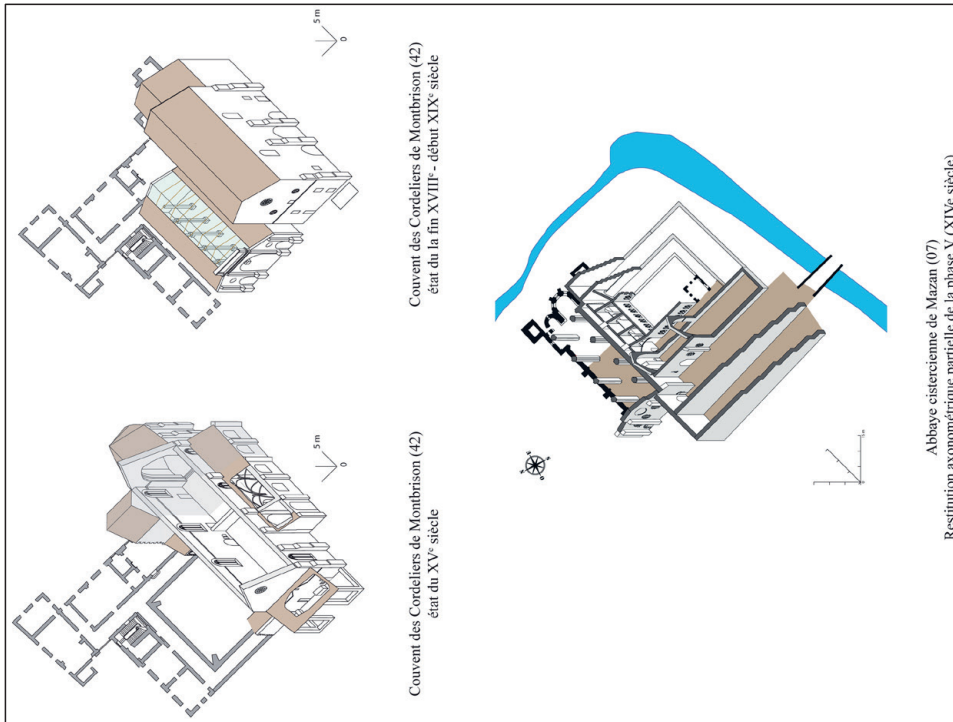 Couvent des Cordeliers de Montbrison (42)
état du XVᵉ siècle
5 m
0
Couvent des Cordeliers de Montbrison (42)
état de la fin XVIIIᵉ - début XIXᵉ siècle
5 m
0
Abbaye cistercienne de Mazan (07)
Restitution axonométrique partielle de la phase V (XIVe siècle)